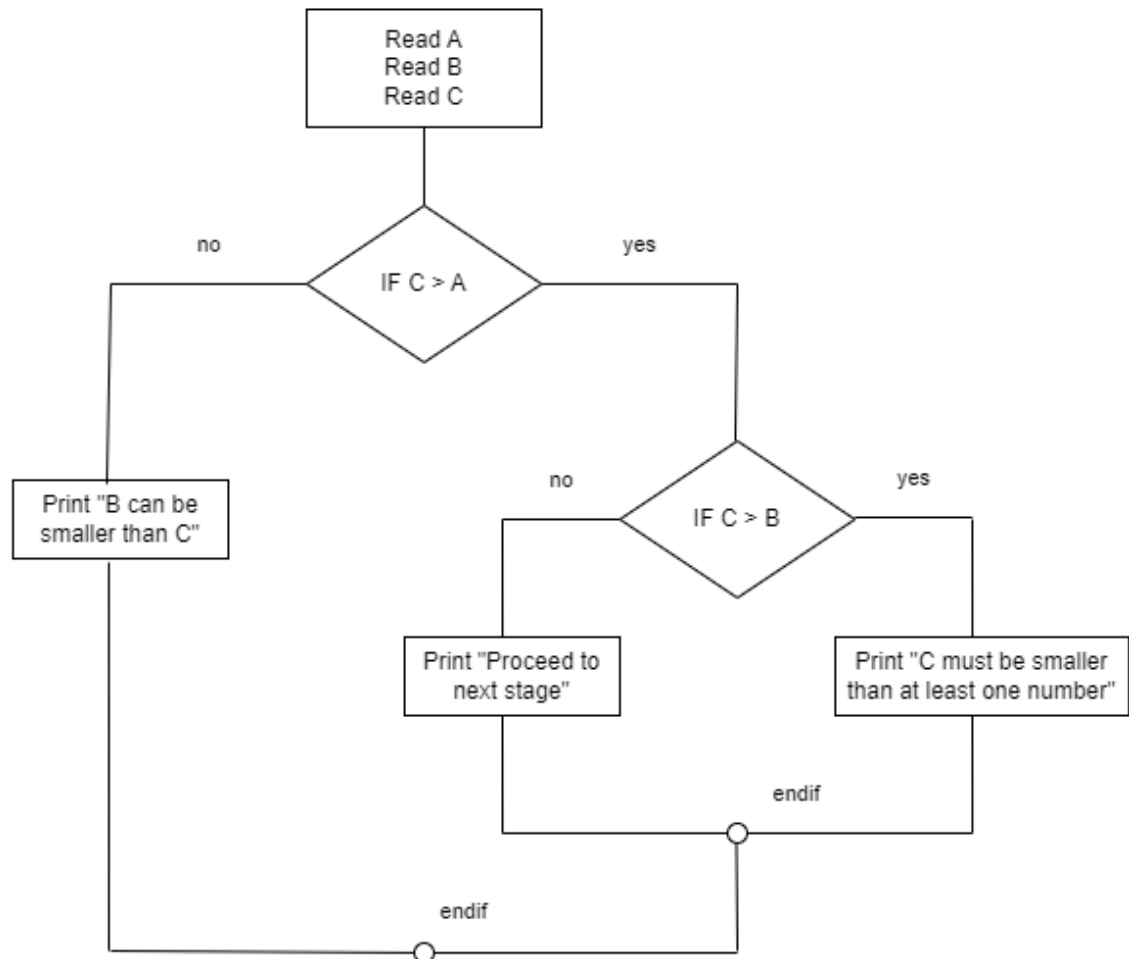 Read A
Read B
Read C
no
yes
IF C > A
Print "B can be
smaller than C"
no
yes
IF C > B
Print "Proceed to
next stage"
Print "C must be smaller
than at least one number"
endif
endif